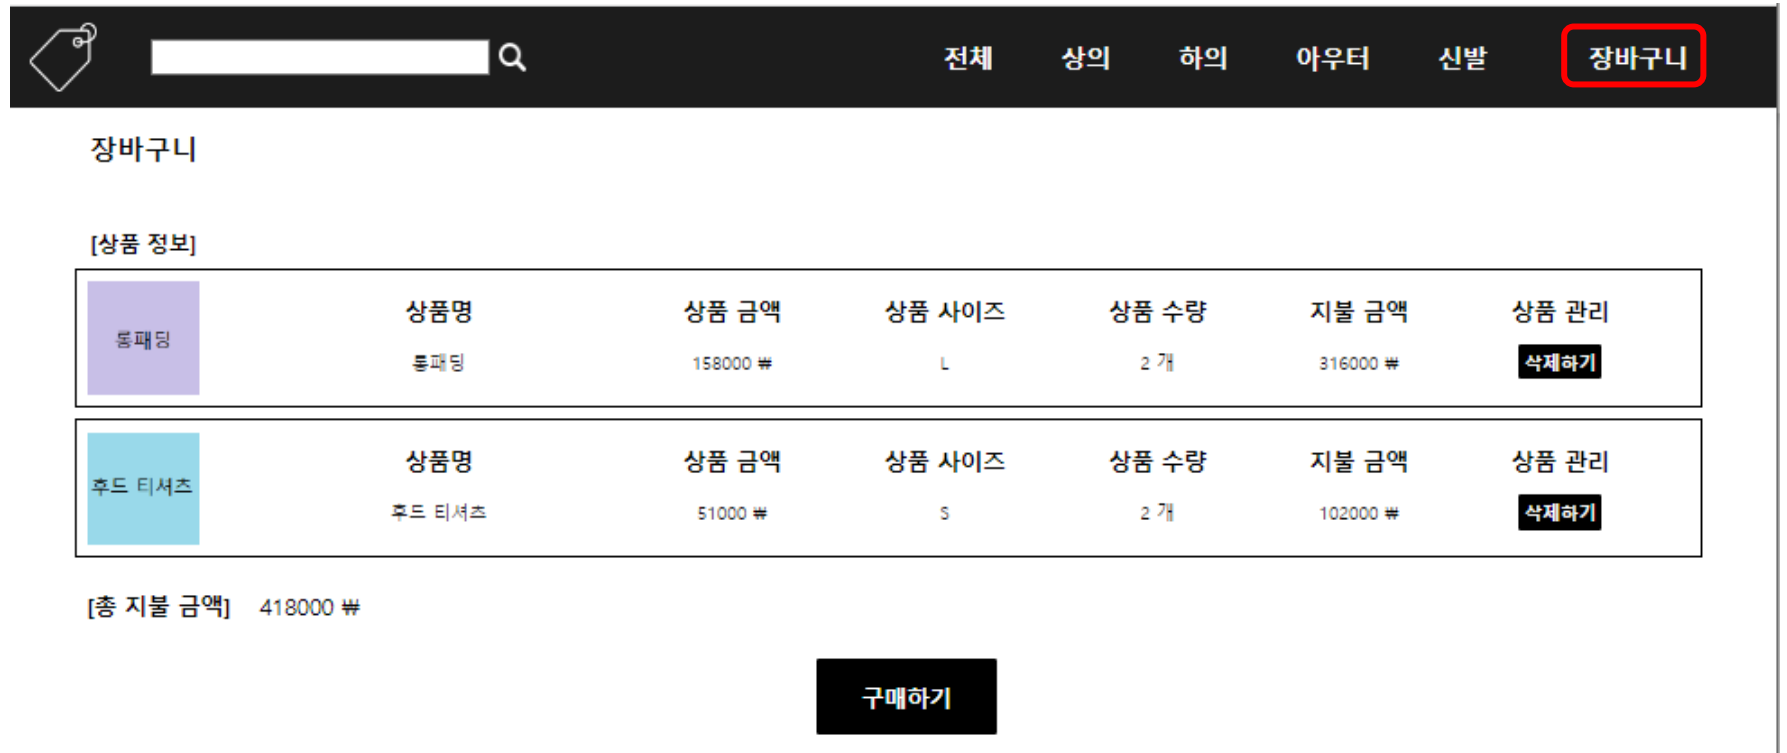 전체 상의 하의 아우터 신발 장바구니
장바구니
[상품 정보]
롱패딩
상품명 상품 금액 상품 사이즈 상품 수량 지불 금액 상품 관리
롱패딩 158000 ₩ L 2 개 316000 ₩ 삭제하기
후드 티셔츠
상품명 상품 금액 상품 사이즈 상품 수량 지불 금액 상품 관리
후드 티셔츠 51000 ₩ S 2 개 102000 ₩ 삭제하기
[총 지불 금액] 418000 ₩
구매하기